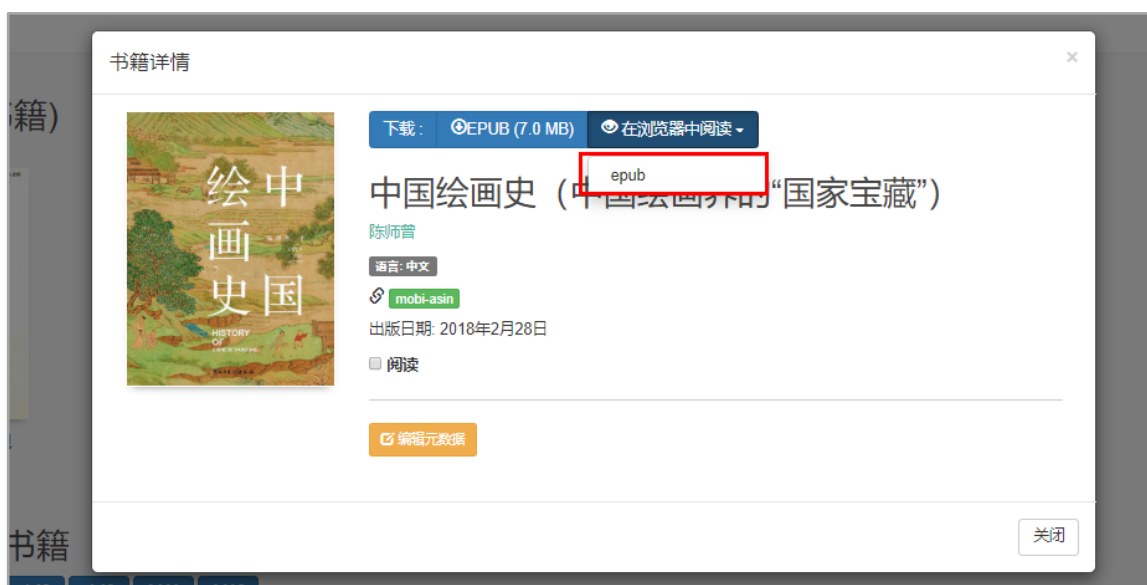 书籍详情
×
籍)
下载 :
EPUB (7.0 MB)
在浏览器中阅读
epub
中国绘画史
HISTORY
OF
中国绘画史（中国绘画界的“国家宝藏”)
陈师曾
语言: 中文
mobi-asin
出版日期: 2018年2月28日
阅读
编辑元数据
书籍
关闭